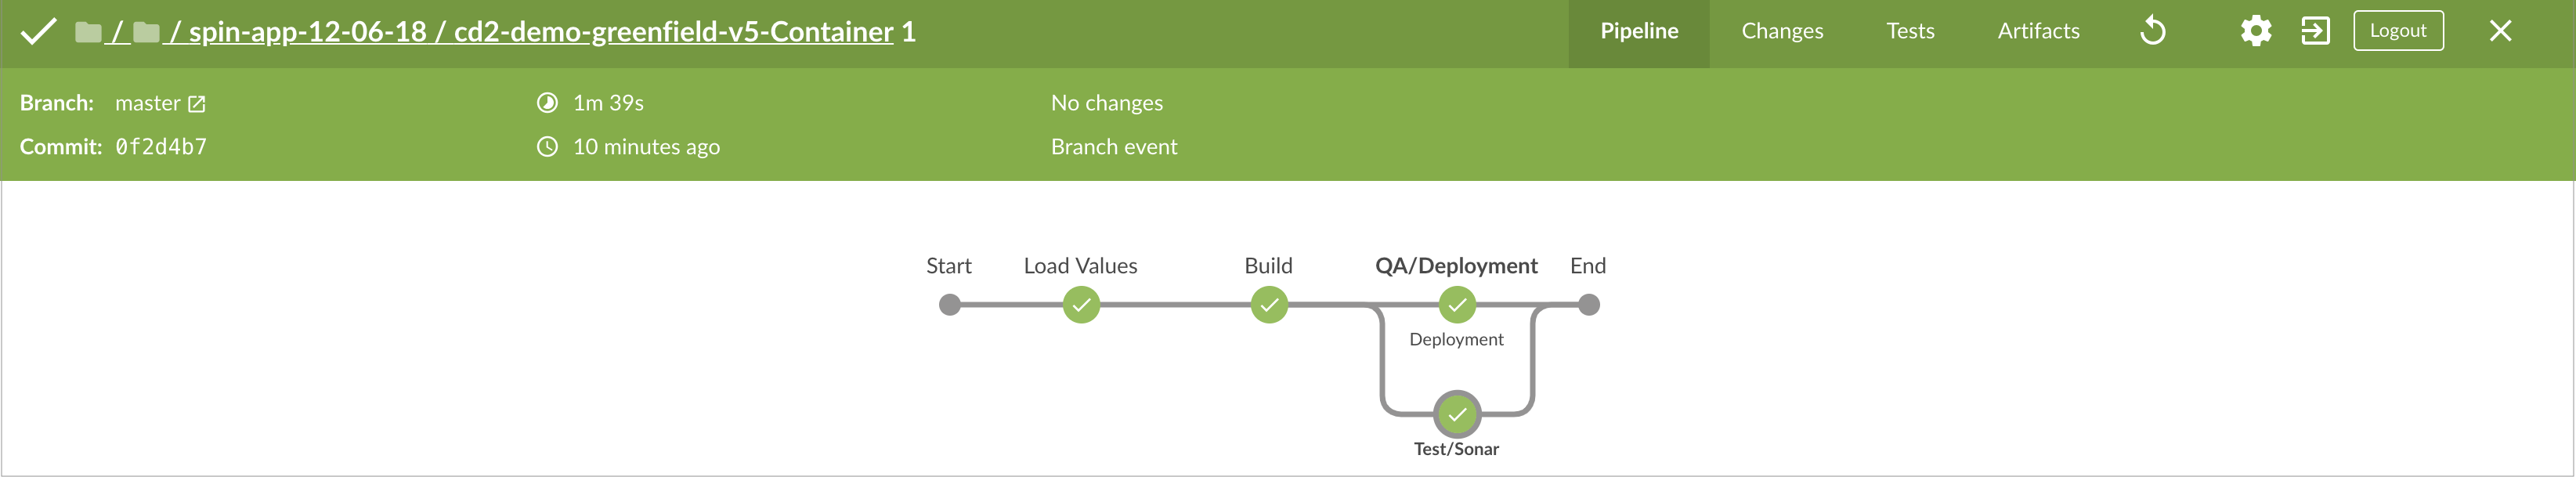 / / spin-app-12-06-18 / cd2-demo-greenfield-v5-Container 1
Pipeline Changes Tests Artifacts Logout
Branch: master 1m 39s No changes
Commit: 0f2d4b7 10 minutes ago Branch event
Start Load Values Build QA/Deployment End
Deployment
Test/Sonar